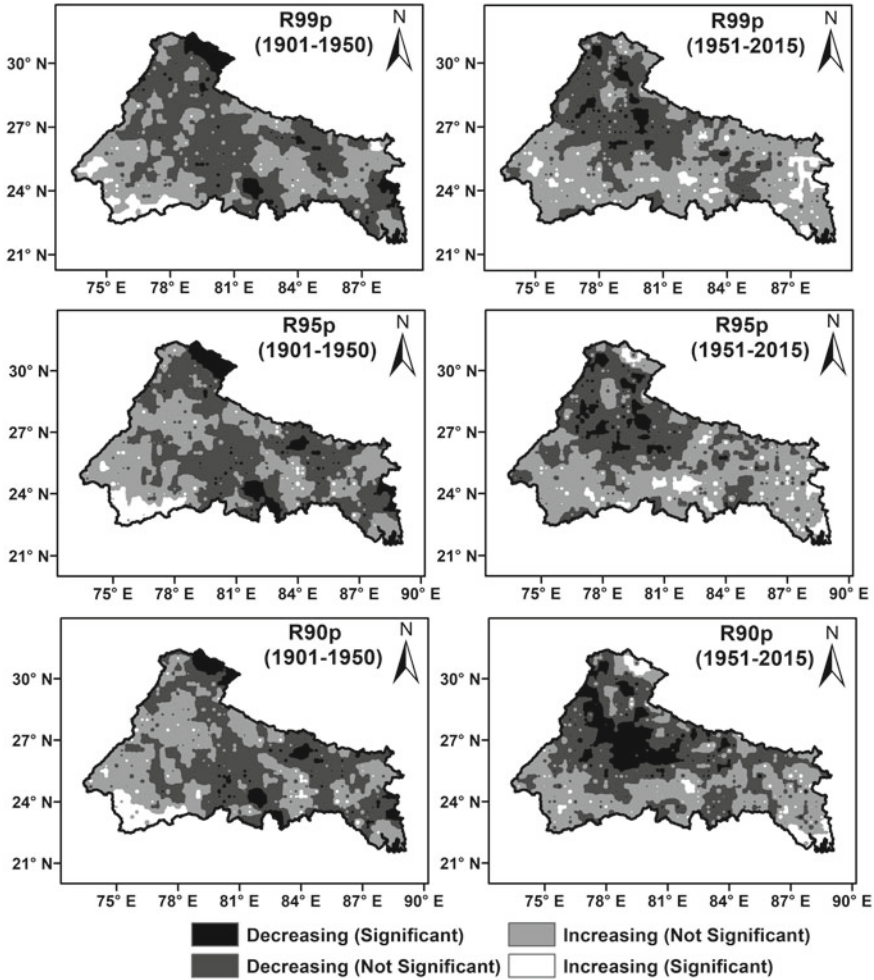 R99p
(1901-1950)
N
30° N
27° N
24° N
21° N
75° E 78° E 81° E 84° E 87° E
R99p
(1951-2015)
N
30° N
27° N
24° N
21° N
75° E 78° E 81° E 84° E 87° E
R95p
(1901-1950)
N
30° N
27° N
24° N
21° N
75° E 78° E 81° E 84° E 87° E 90° E
R95p
(1951-2015)
N
30° N
27° N
24° N
21° N
75° E 78° E 81° E 84° E 87° E 90° E
R90p
(1901-1950)
N
30° N
27° N
24° N
21° N
75° E 78° E 81° E 84° E 87° E 90° E
R90p
(1951-2015)
N
30° N
27° N
24° N
21° N
75° E 78° E 81° E 84° E 87° E 90° E
Decreasing (Significant)
Increasing (Not Significant)
Decreasing (Not Significant)
Increasing (Significant)